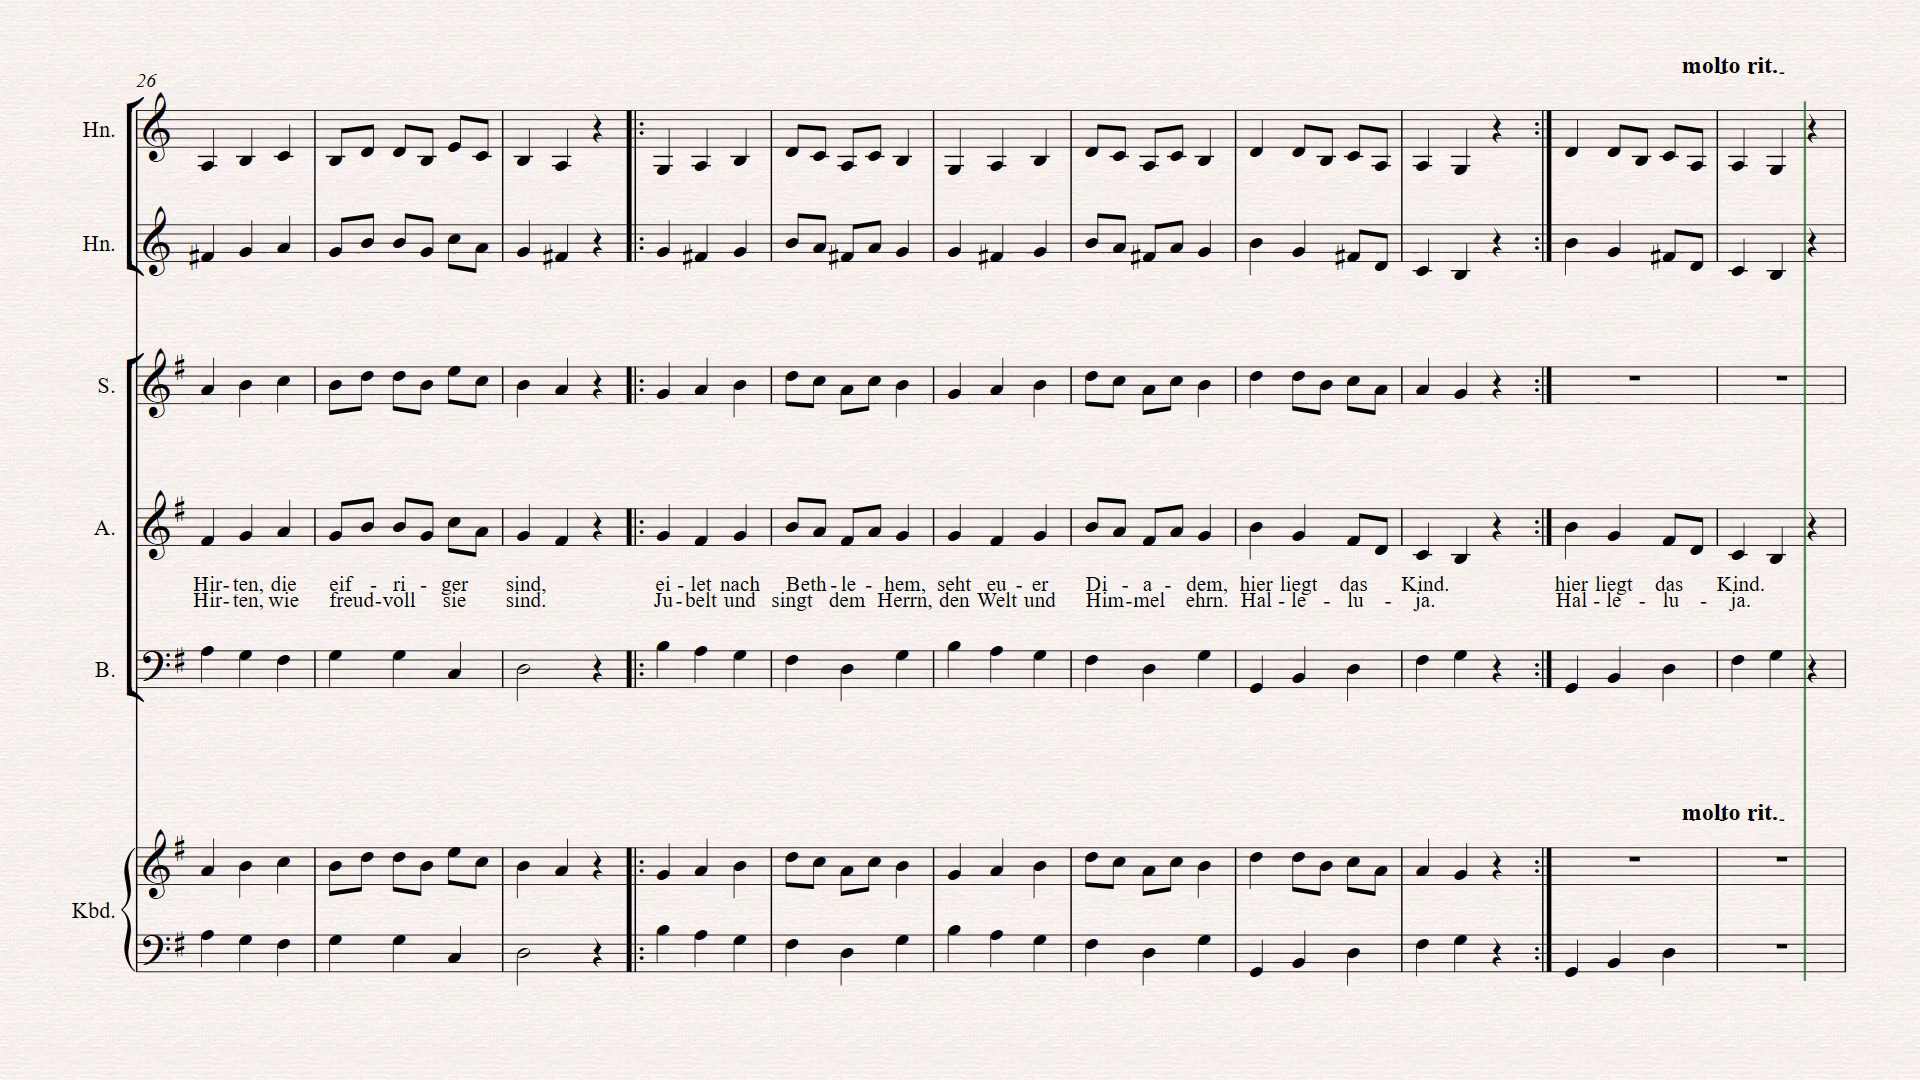 molto rit._
26
Hn.
Hn.
S.
A.
Hir- ten, die eif - ri - ger sind, ei - let nach Beth - le - hem, seht eu - er Di - a - dem, hier liegt das Kind. hier liegt das Kind.
Hir- ten, wie freud-voll sie sind. Ju - belt und singt dem Herrn, den Welt und Him-mel ehrn. Hal - le - lu - ja. Hal - le - lu - ja.
B.
molto rit._
Kbd.